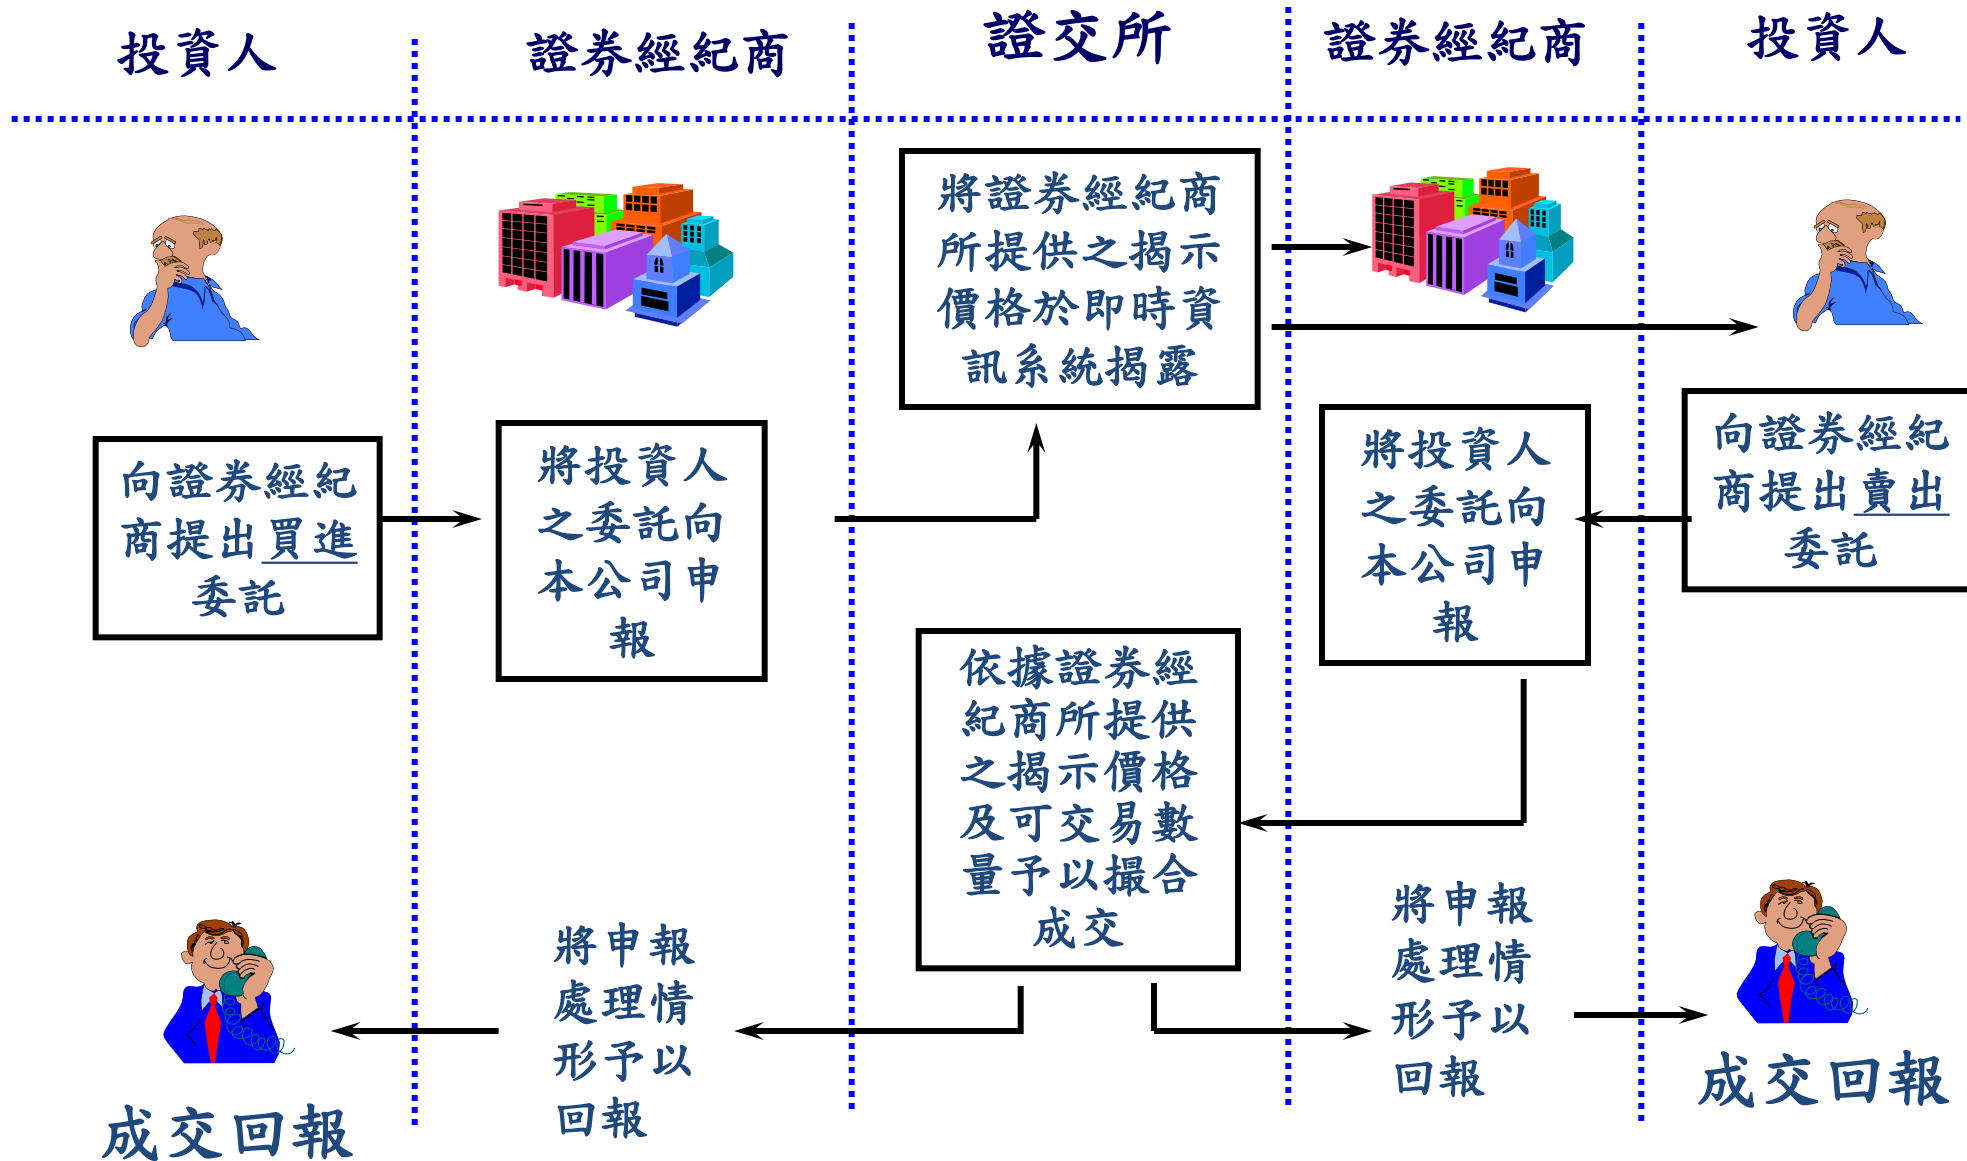 投資人
證券經紀商
證交所
證券經紀商
投資人
將證券經紀商
所提供之揭示
價格於即時資
訊系統揭露
向證券經紀
商提出買進
委託
將投資人
之委託向
本公司申
報
將投資人
之委託向
本公司申
報
向證券經紀
商提出賣出
委託
依據證券經
紀商所提供
之揭示價格
及可交易數
量予以撮合
成交
將申報
處理情
形予以
回報
將申報
處理情
形予以
回報
成交回報
成交回報